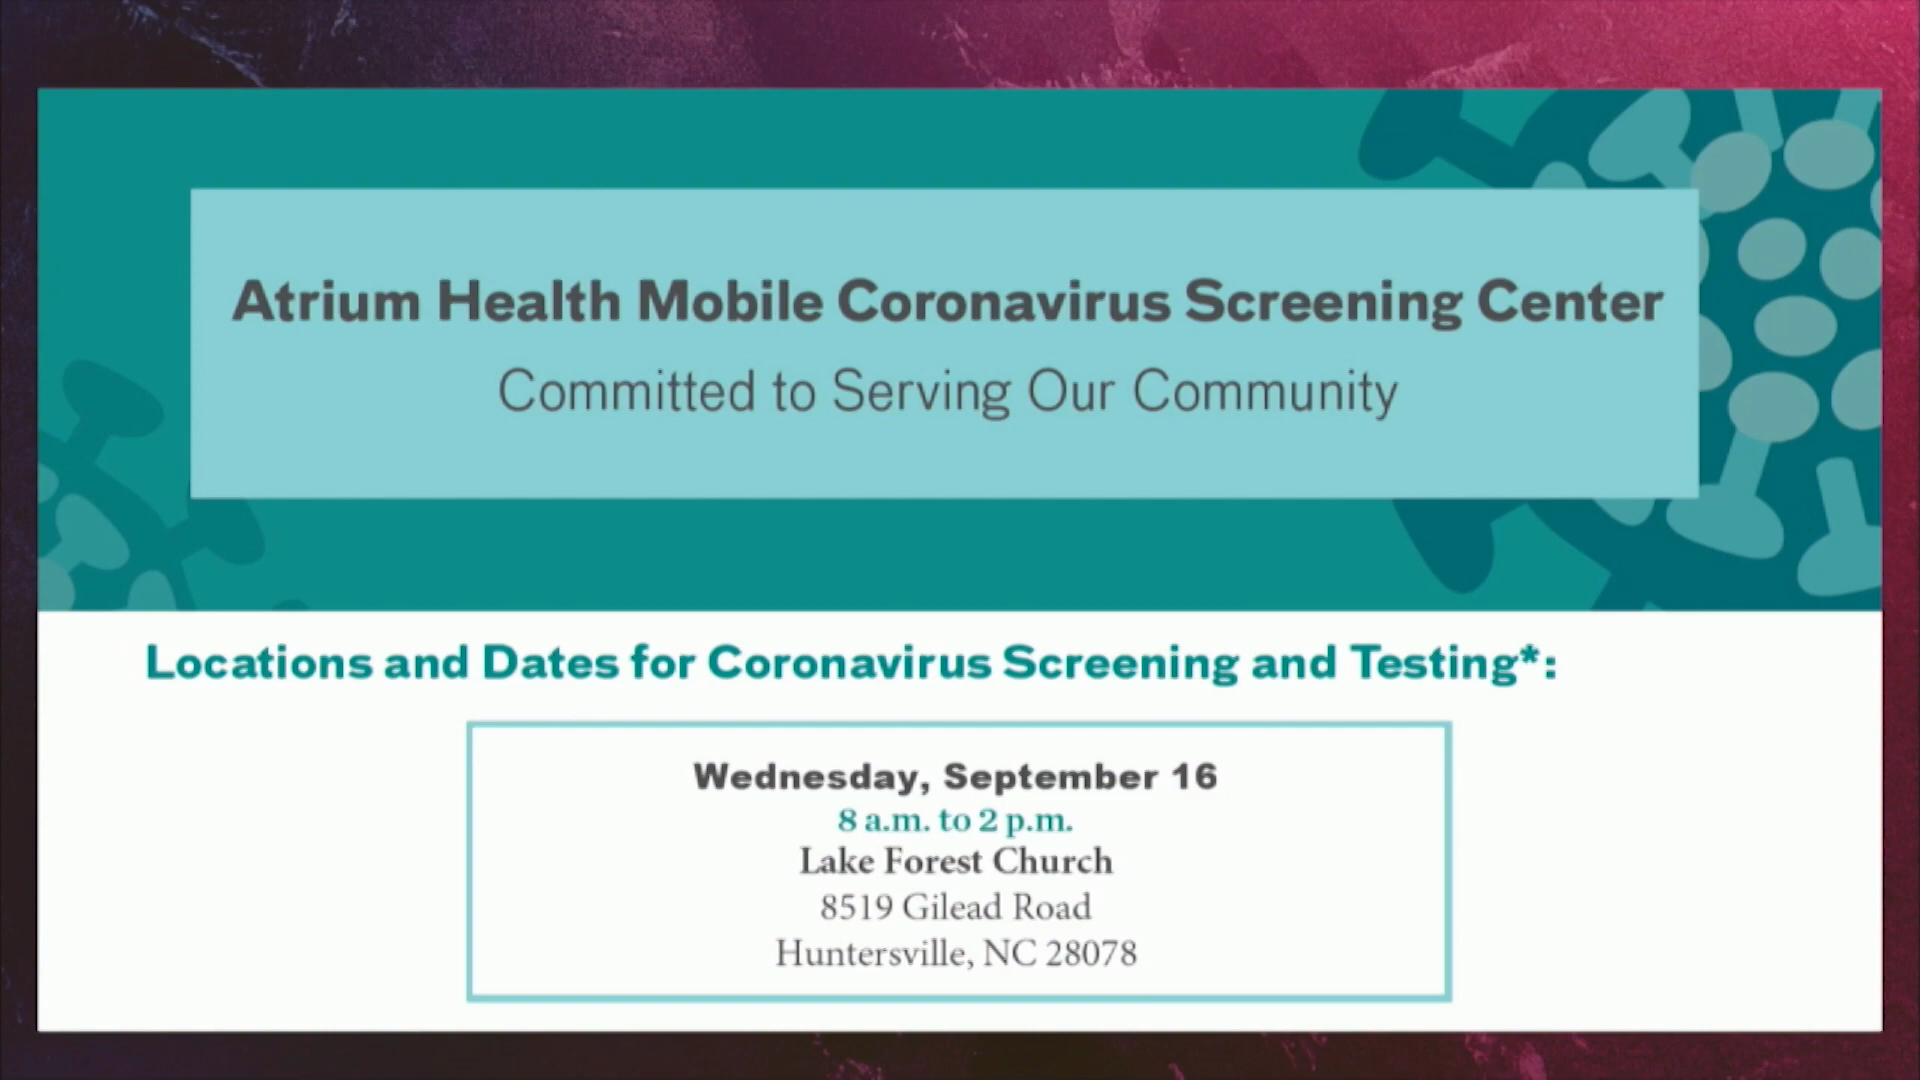 Atrium Health Mobile Coronavirus Screening Center
Committed to Serving Our Community
Locations and Dates for Coronavirus Screening and Testing*:
Wednesday, September 16
8 a.m. to 2 p.m.
Lake Forest Church
8519 Gilead Road
Huntersville, NC 28078